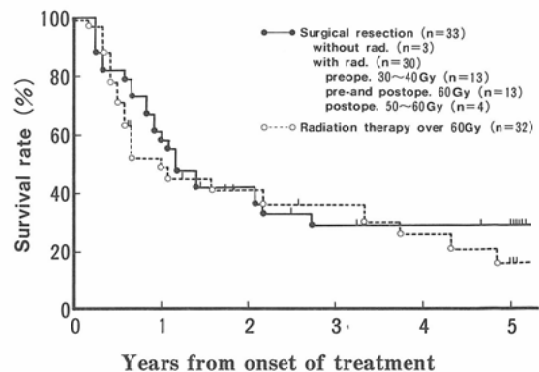 Surgical resection (n=33)
without rad. (n=3)
with rad. (n=30)
preope. 30~40Gy (n=13)
pre-and postope. 60Gy (n=13)
postope. 50~60Gy (n=4)
Radiation therapy over 60Gy (n=32)
Survival rate (%)
100
80
60
40
20
0
0 1 2 3 4 5
Years from onset of treatment